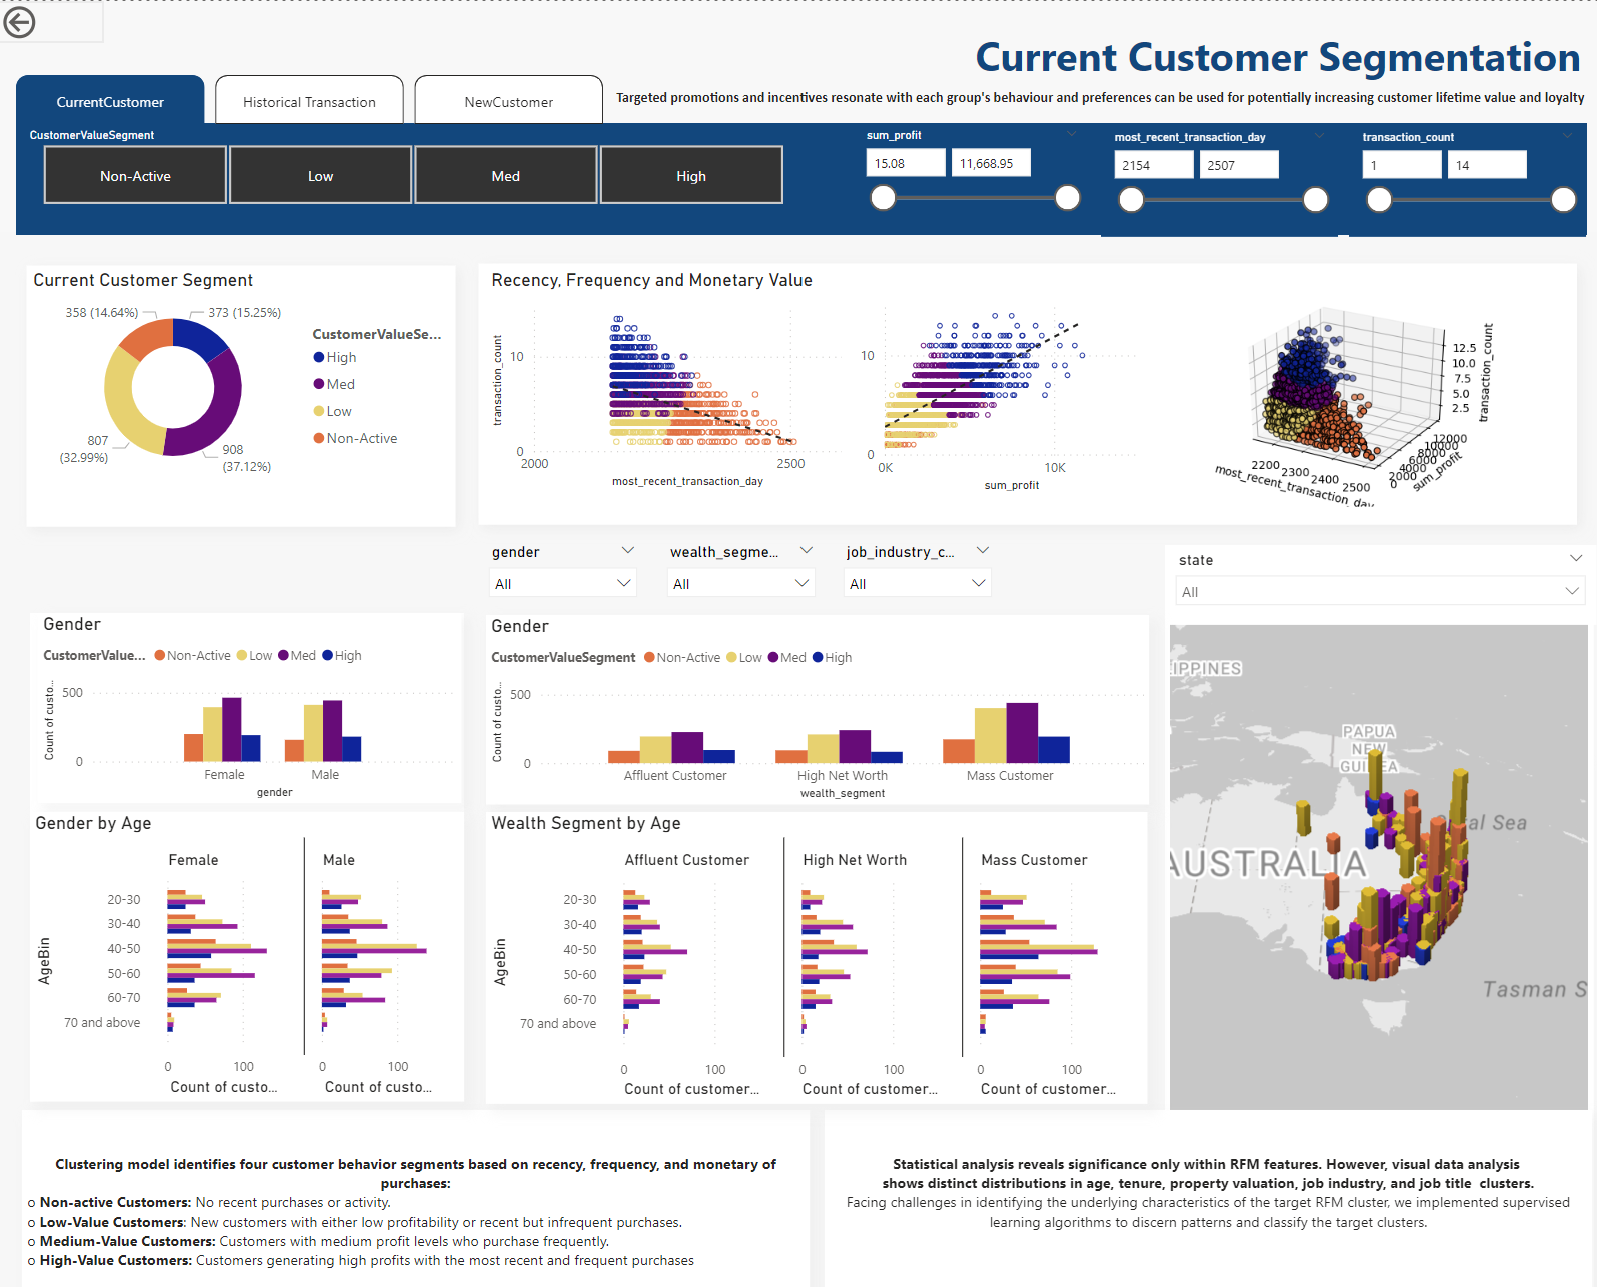 Current Customer Segmentation
CurrentCustomer
Historical Transaction
NewCustomer
Targeted promotions and incentives resonate with each group's behaviour and preferences can be used for potentially increasing customer lifetime value and loyalty
CustomerValueSegment
Non-Active
Low
Med
High
sum_profit
15.08
11,668.95
most_recent_transaction_day
2154
2507
transaction_count
1
14
Current Customer Segment
358 (14.64%)
373 (15.25%)
807
(32.99%)
908
(37.12%)
CustomerValueSe...
High
Med
Low
Non-Active
Recency, Frequency and Monetary Value
transaction_count
10
0
2000
2500
most_recent_transaction_day
10
0
0K
10K
sum_profit
transaction_count
12.5
10.0
7.5
5.0
2.5
2200
2300
2400
2500
most_recent_transaction_day
0
2000
4000
6000
8000
10000
12000
sum_profit
gender
All
wealth_segme...
All
job_industry_c...
All
state
All
Gender
CustomerValue...
Non-Active
Low
Med
High
Count of custo...
500
0
Female
Male
gender
Gender
CustomerValueSegment
Non-Active
Low
Med
High
Count of cust...
500
0
Affluent Customer
High Net Worth
Mass Customer
wealth_segment
Gender by Age
Female
Male
AgeBin
20-30
30-40
40-50
50-60
60-70
70 and above
0
100
0
100
Count of custo...
Count of custo...
Wealth Segment by Age
Affluent Customer
High Net Worth
Mass Customer
AgeBin
20-30
30-40
40-50
50-60
60-70
70 and above
0
100
0
100
0
100
Count of customer...
Count of customer...
Count of customer...
IPPINES
PAPUA
NEW
GUINEA
AUSTRALIA
al Sea
Tasman S
Clustering model identifies four customer behavior segments based on recency, frequency, and monetary of
purchases:
o Non-active Customers: No recent purchases or activity.
o Low-Value Customers: New customers with either low profitability or recent but infrequent purchases.
o Medium-Value Customers: Customers with medium profit levels who purchase frequently.
o High-Value Customers: Customers generating high profits with the most recent and frequent purchases
Statistical analysis reveals significance only within RFM features. However, visual data analysis
shows distinct distributions in age, tenure, property valuation, job industry, and job title clusters.
Facing challenges in identifying the underlying characteristics of the target RFM cluster, we implemented supervised
learning algorithms to discern patterns and classify the target clusters.